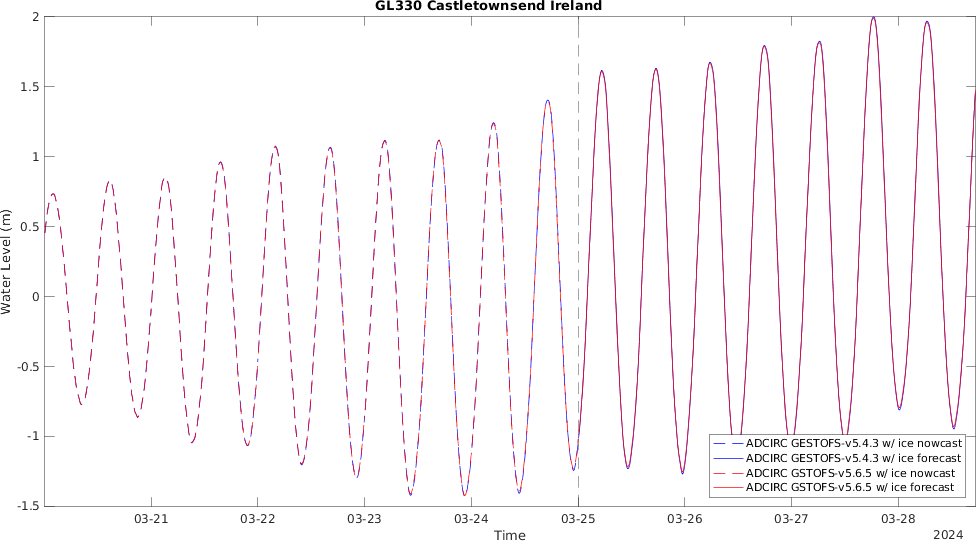 GL330 Castletownsend Ireland
2
1.5
1
0.5
0
-0.5
-1
-1.5
Water Level (m)
03-21 03-22 03-23 03-24 03-25 03-26 03-27 03-28
Time
2024
ADCIRC GESTOFS-v5.4.3 w/ ice nowcast
ADCIRC GESTOFS-v5.4.3 w/ ice forecast
ADCIRC GSTOFS-v5.6.5 w/ ice nowcast
ADCIRC GSTOFS-v5.6.5 w/ ice forecast